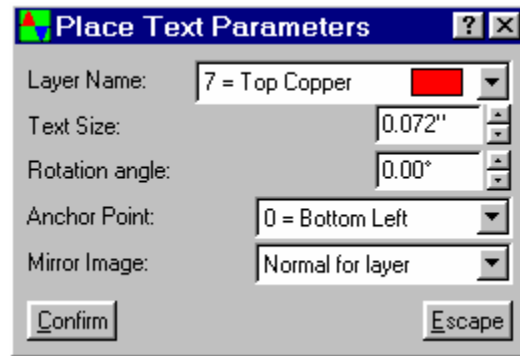 Place Text Parameters ? ×
Layer Name: 7 = Top Copper
Text Size: 0.072"
Rotation angle: 0.00°
Anchor Point: 0 = Bottom Left
Mirror Image: Normal for layer
Confirm Escape